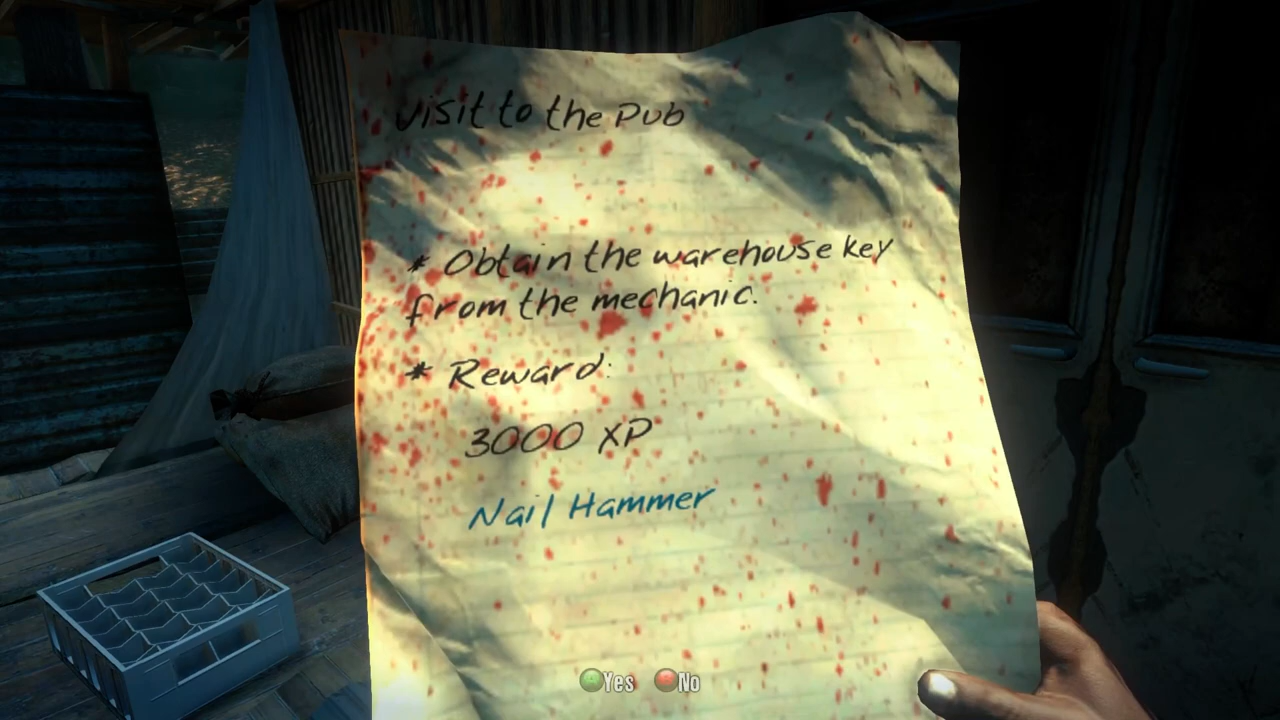 Visit to the Pub
* Obtain the warehouse key
from the mechanic.
* Reward:
3000 XP
Nail Hammer
A Yes B No